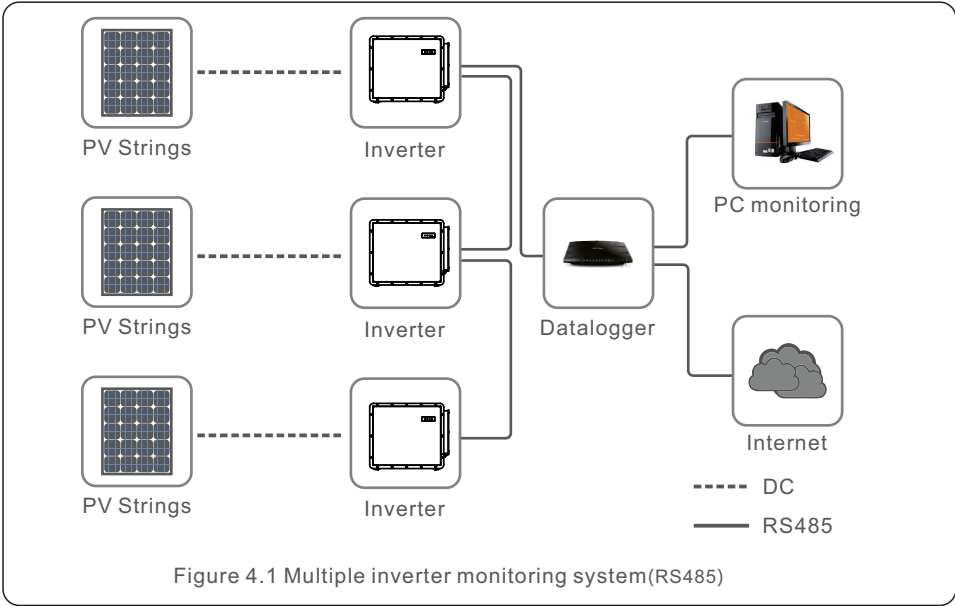 PV Strings
Inverter
PC monitoring
PV Strings
Inverter
Datalogger
Internet
PV Strings
Inverter
DC
RS485
Figure 4.1 Multiple inverter monitoring system(RS485)